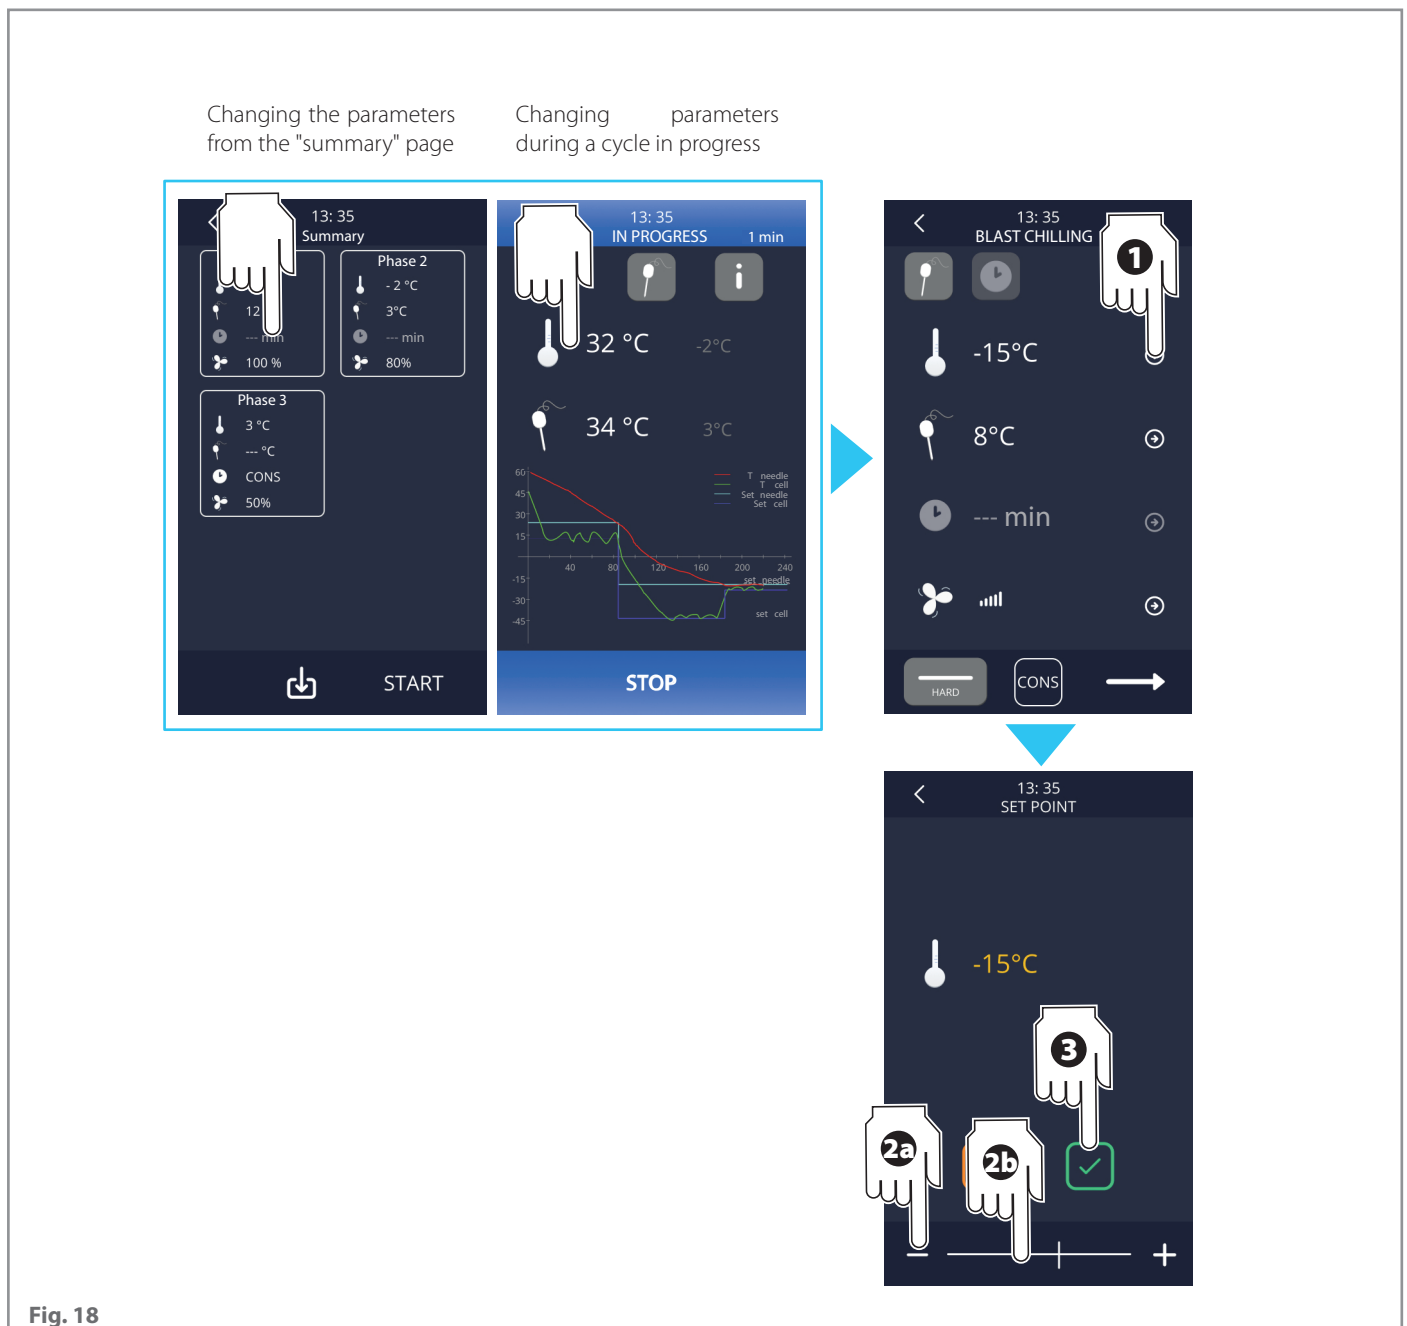 Changing the parameters
from the "summary" page
Changing parameters
during a cycle in progress
13: 35
Summary
12
--- min
100 %
Phase 2
- 2 °C
3°C
--- min
80%
Phase 3
3 °C
--- °C
CONS
50%
START
13: 35
IN PROGRESS 1 min
i
32 °C -2°C
34 °C 3°C
T needle
T cell
Set needle
Set cell
60
45
30
15
-15
-30
-45
40 80 120 160 200 240
set needle
set cell
STOP
13: 35
BLAST CHILLING
1
-15°C
8°C
--- min
HARD
CONS
13: 35
SET POINT
-15°C
3
2a
2b
Fig. 18